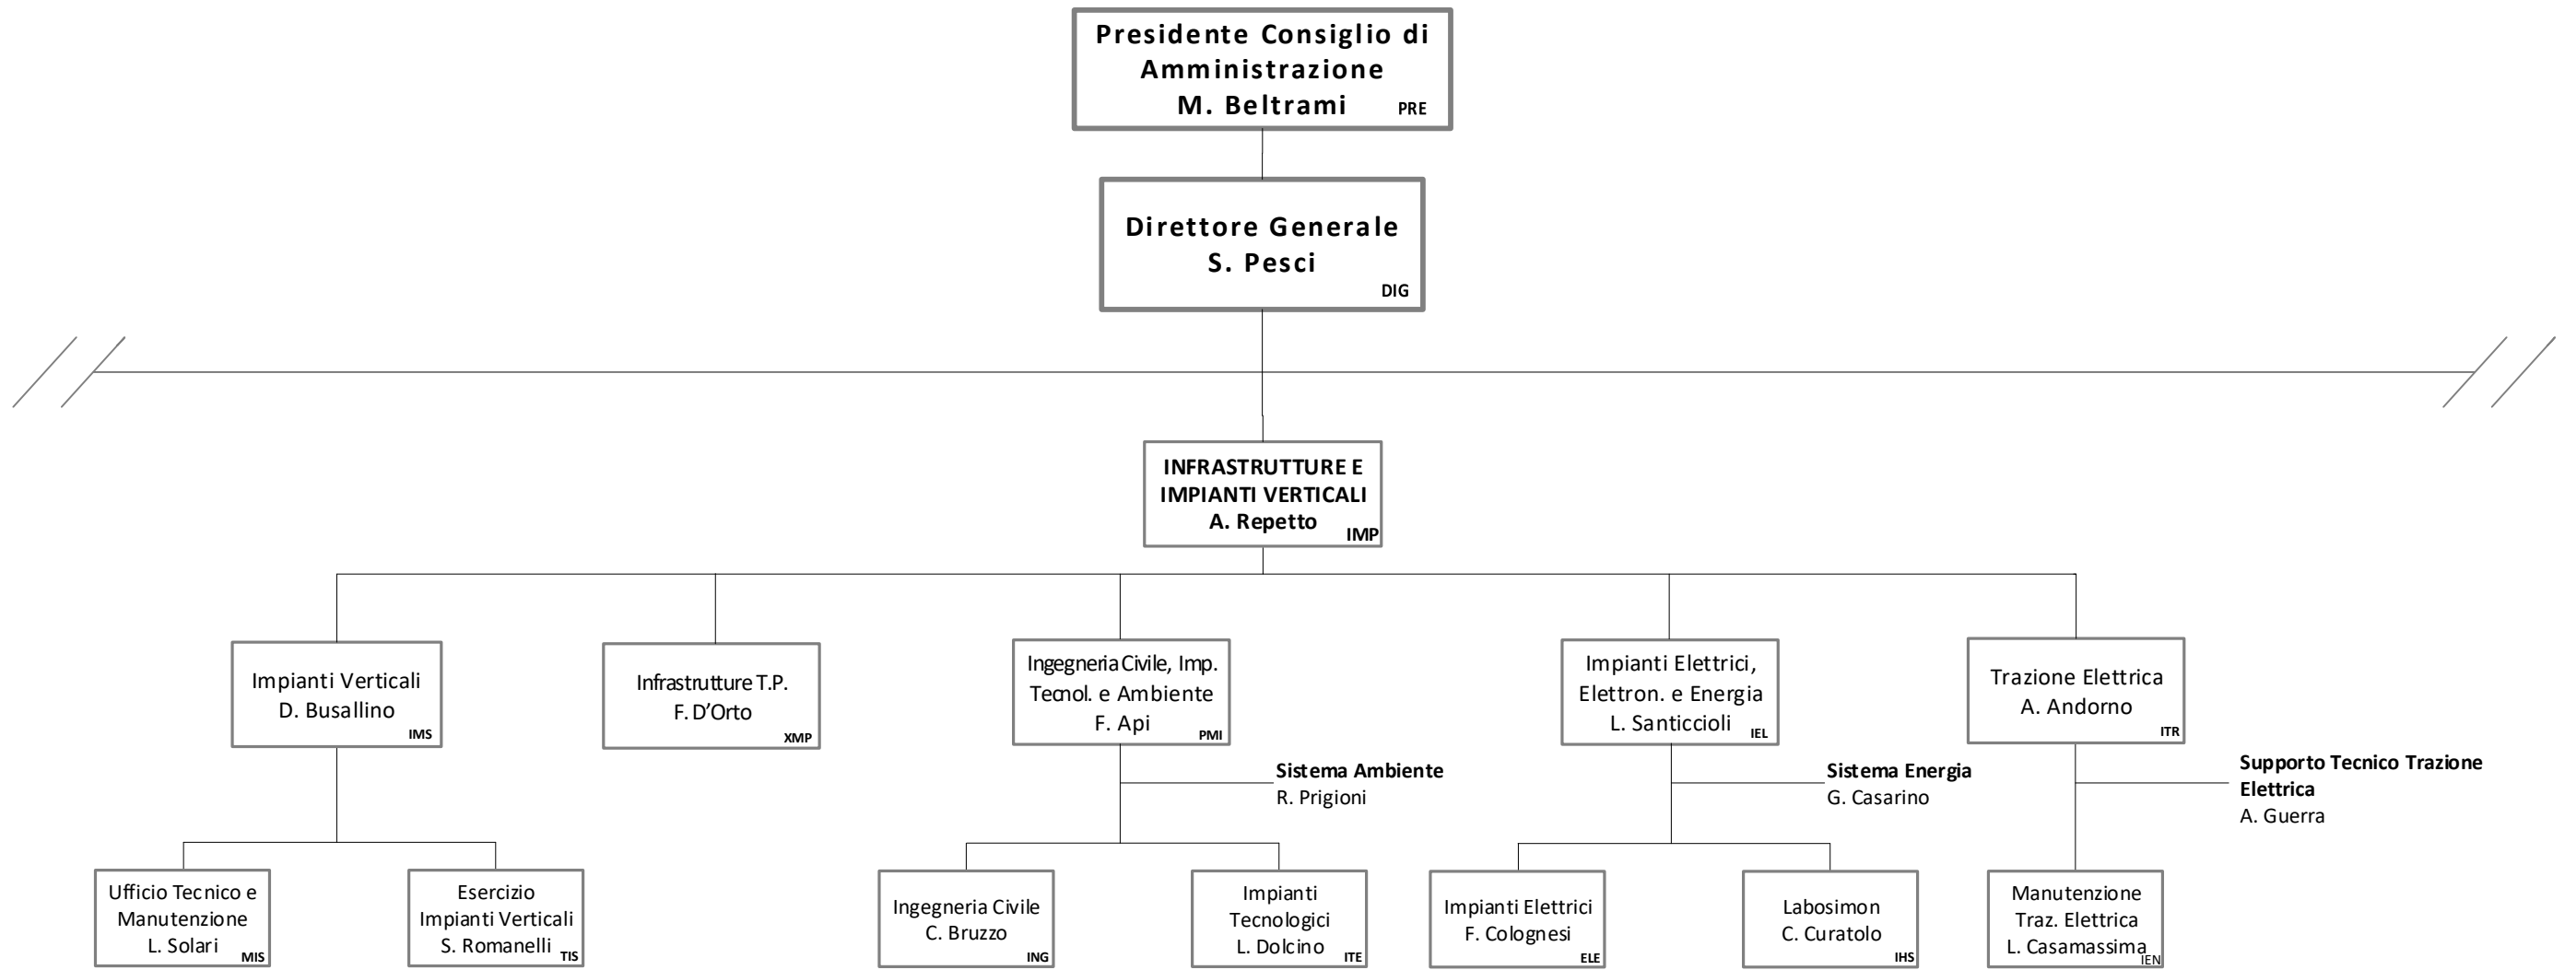 Presidente Consiglio di
Amministrazione
M. Beltrami
PRE
Direttore Generale
S. Pesci
DIG
INFRASTRUTTURE E
IMPIANTI VERTICALI
A. Repetto
IMP
Impianti Verticali
D. Busallino
IMS
Infrastrutture T.P.
F. D’Orto
XMP
Ingegneria Civile, Imp.
Tecnol. e Ambiente
F. Api
PMI
Impianti Elettrici,
Elettron. e Energia
L. Santiccioli
IEL
Trazione Elettrica
A. Andorno
ITR
Sistema Ambiente
R. Prigioni
Sistema Energia
G. Casarino
Supporto Tecnico Trazione
Elettrica
A. Guerra
Ufficio Tecnico e
Manutenzione
L. Solari
MIS
Esercizio
Impianti Verticali
S. Romanelli
TIS
Ingegneria Civile
C. Bruzzo
ING
Impianti
Tecnologici
L. Dolcino
ITE
Impianti Elettrici
F. Colognesi
ELE
Labosimon
C. Curatolo
IHS
Manutenzione
Traz. Elettrica
L. Casamassima
IEN